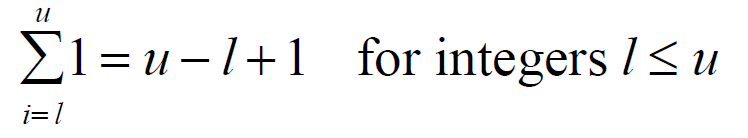 u
∑1 = u − l + 1 for integers l ≤ u
i= l